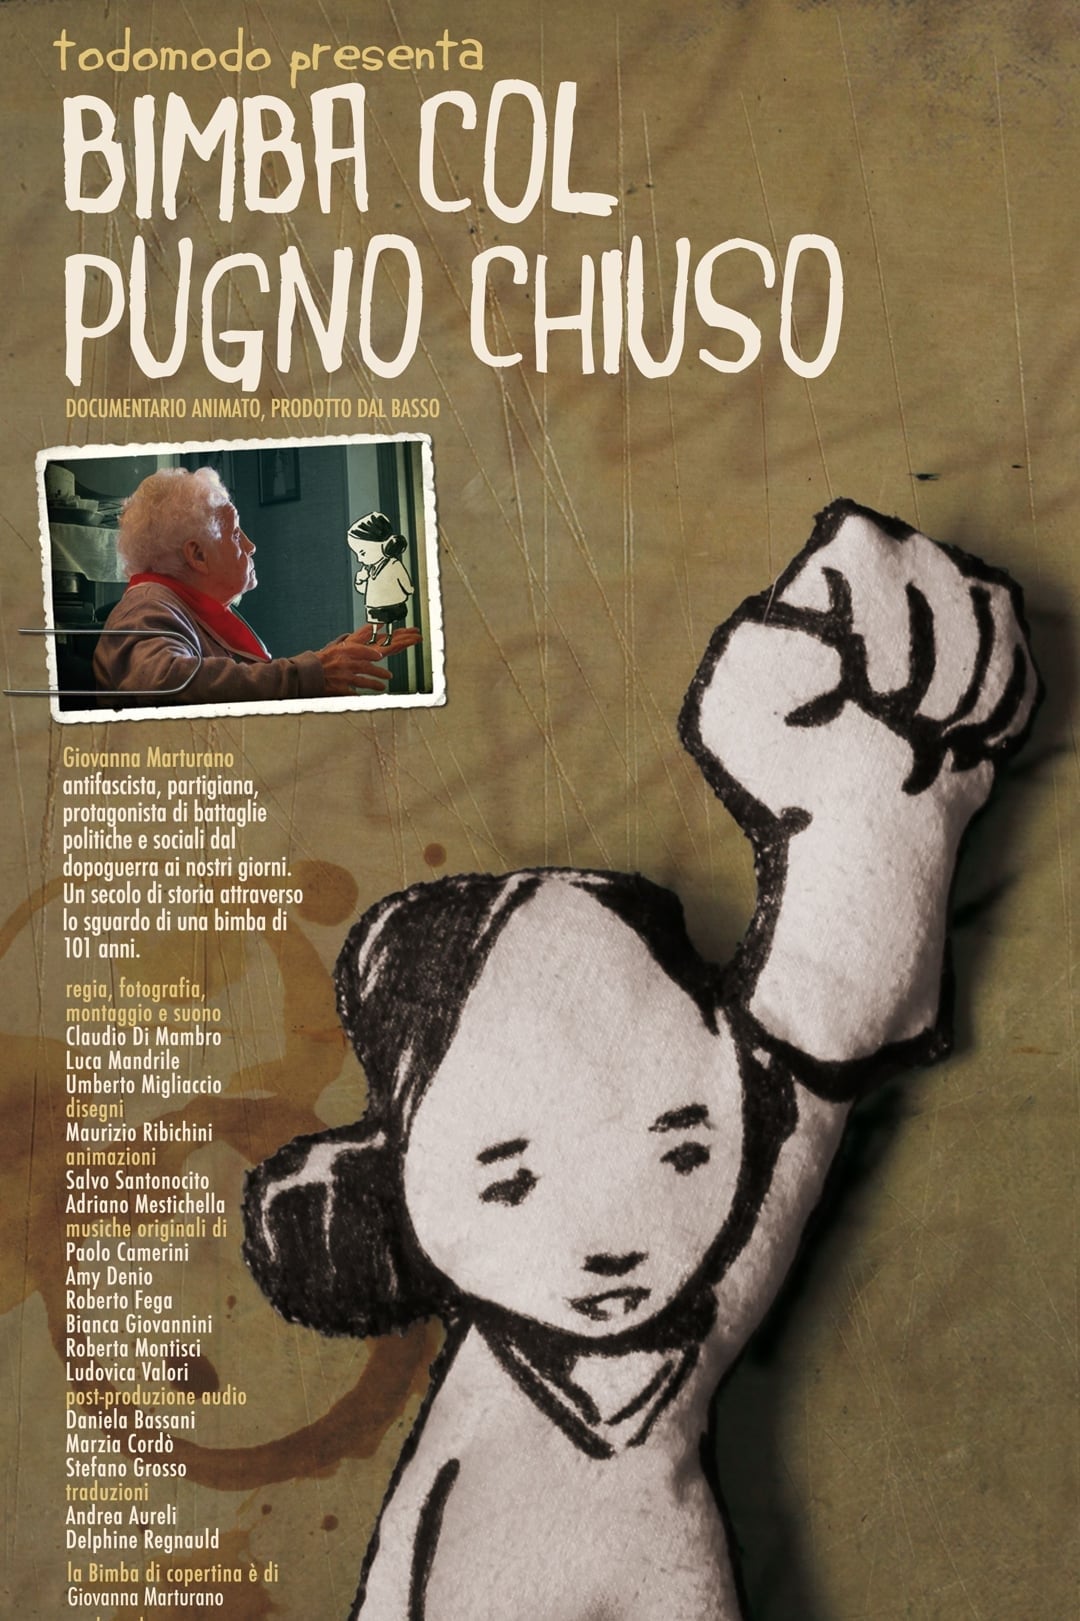 todomodo presenta
BIMBA COL
PUGNO CHIUSO
DOCUMENTARIO ANIMATO, PRODOTTO DAL BASSO
Giovanna Marturano
antifascista, partigiana,
protagonista di battaglie
politiche e sociali dal
dopoguerra ai nostri giorni.
Un secolo di storia attraverso
lo sguardo di una bimba di
101 anni.
regia, fotografia,
montaggio e suono
Claudio Di Mambro
Luca Mandrile
Umberto Migliaccio
disegni
Maurizio Ribichini
animazioni
Salvo Santonocito
Adriano Mestichella
musiche originali di
Paolo Camerini
Amy Denio
Roberto Fega
Bianca Giovannini
Roberta Montisci
Ludovica Valori
post-produzione audio
Daniela Bassani
Marzia Cordò
Stefano Grosso
traduzioni
Andrea Aureli
Delphine Regnauld
la Bimba di copertina è di
Giovanna Marturano